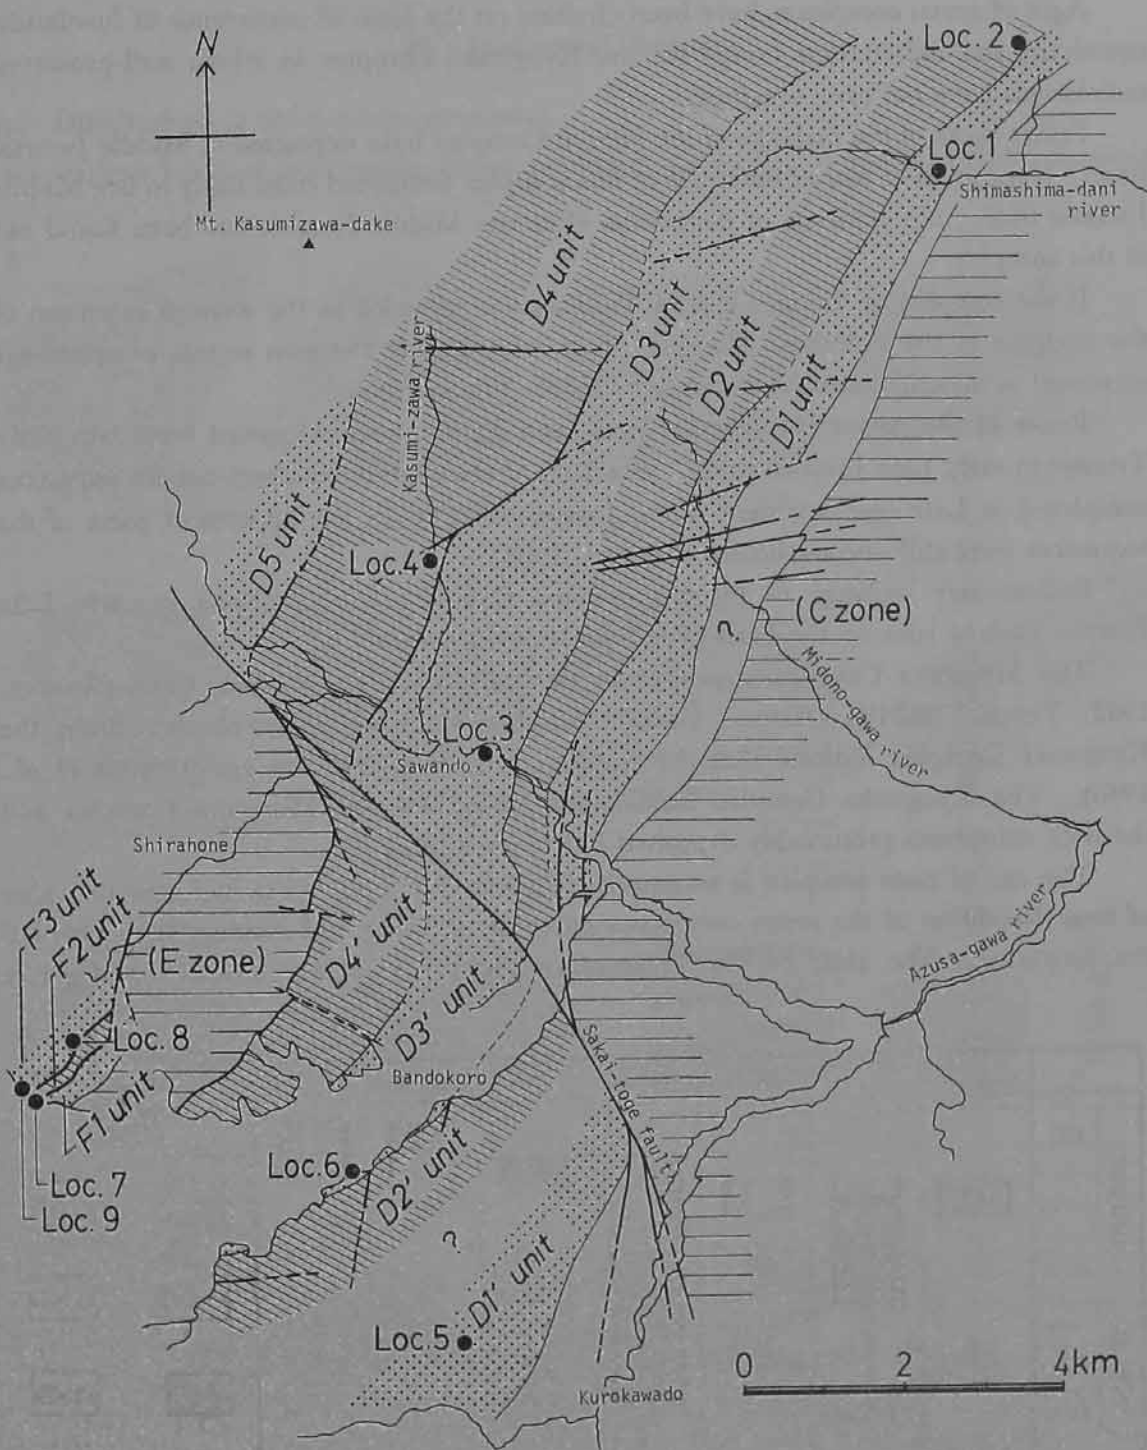 N
Loc. 2
Loc. 1
Shimashima-dani
river
Mt. Kasumizawa-dake
D4 unit
D3 unit
D2 unit
D1 unit
Kasumi-zawa river
D5 unit
Loc. 4
(C zone)
?
Midono-gawa river
Loc. 3
Sawando
Shirahone
F3 unit
F2 unit
(E zone)
D4' unit
Azusa-gawa river
D3' unit
Loc. 8
Sakai-toge fault
Bandokoro
F1 unit
Loc. 6
D2' unit
Loc. 7
Loc. 9
?
D1' unit
Loc. 5
0 2 4km
Kurokawado